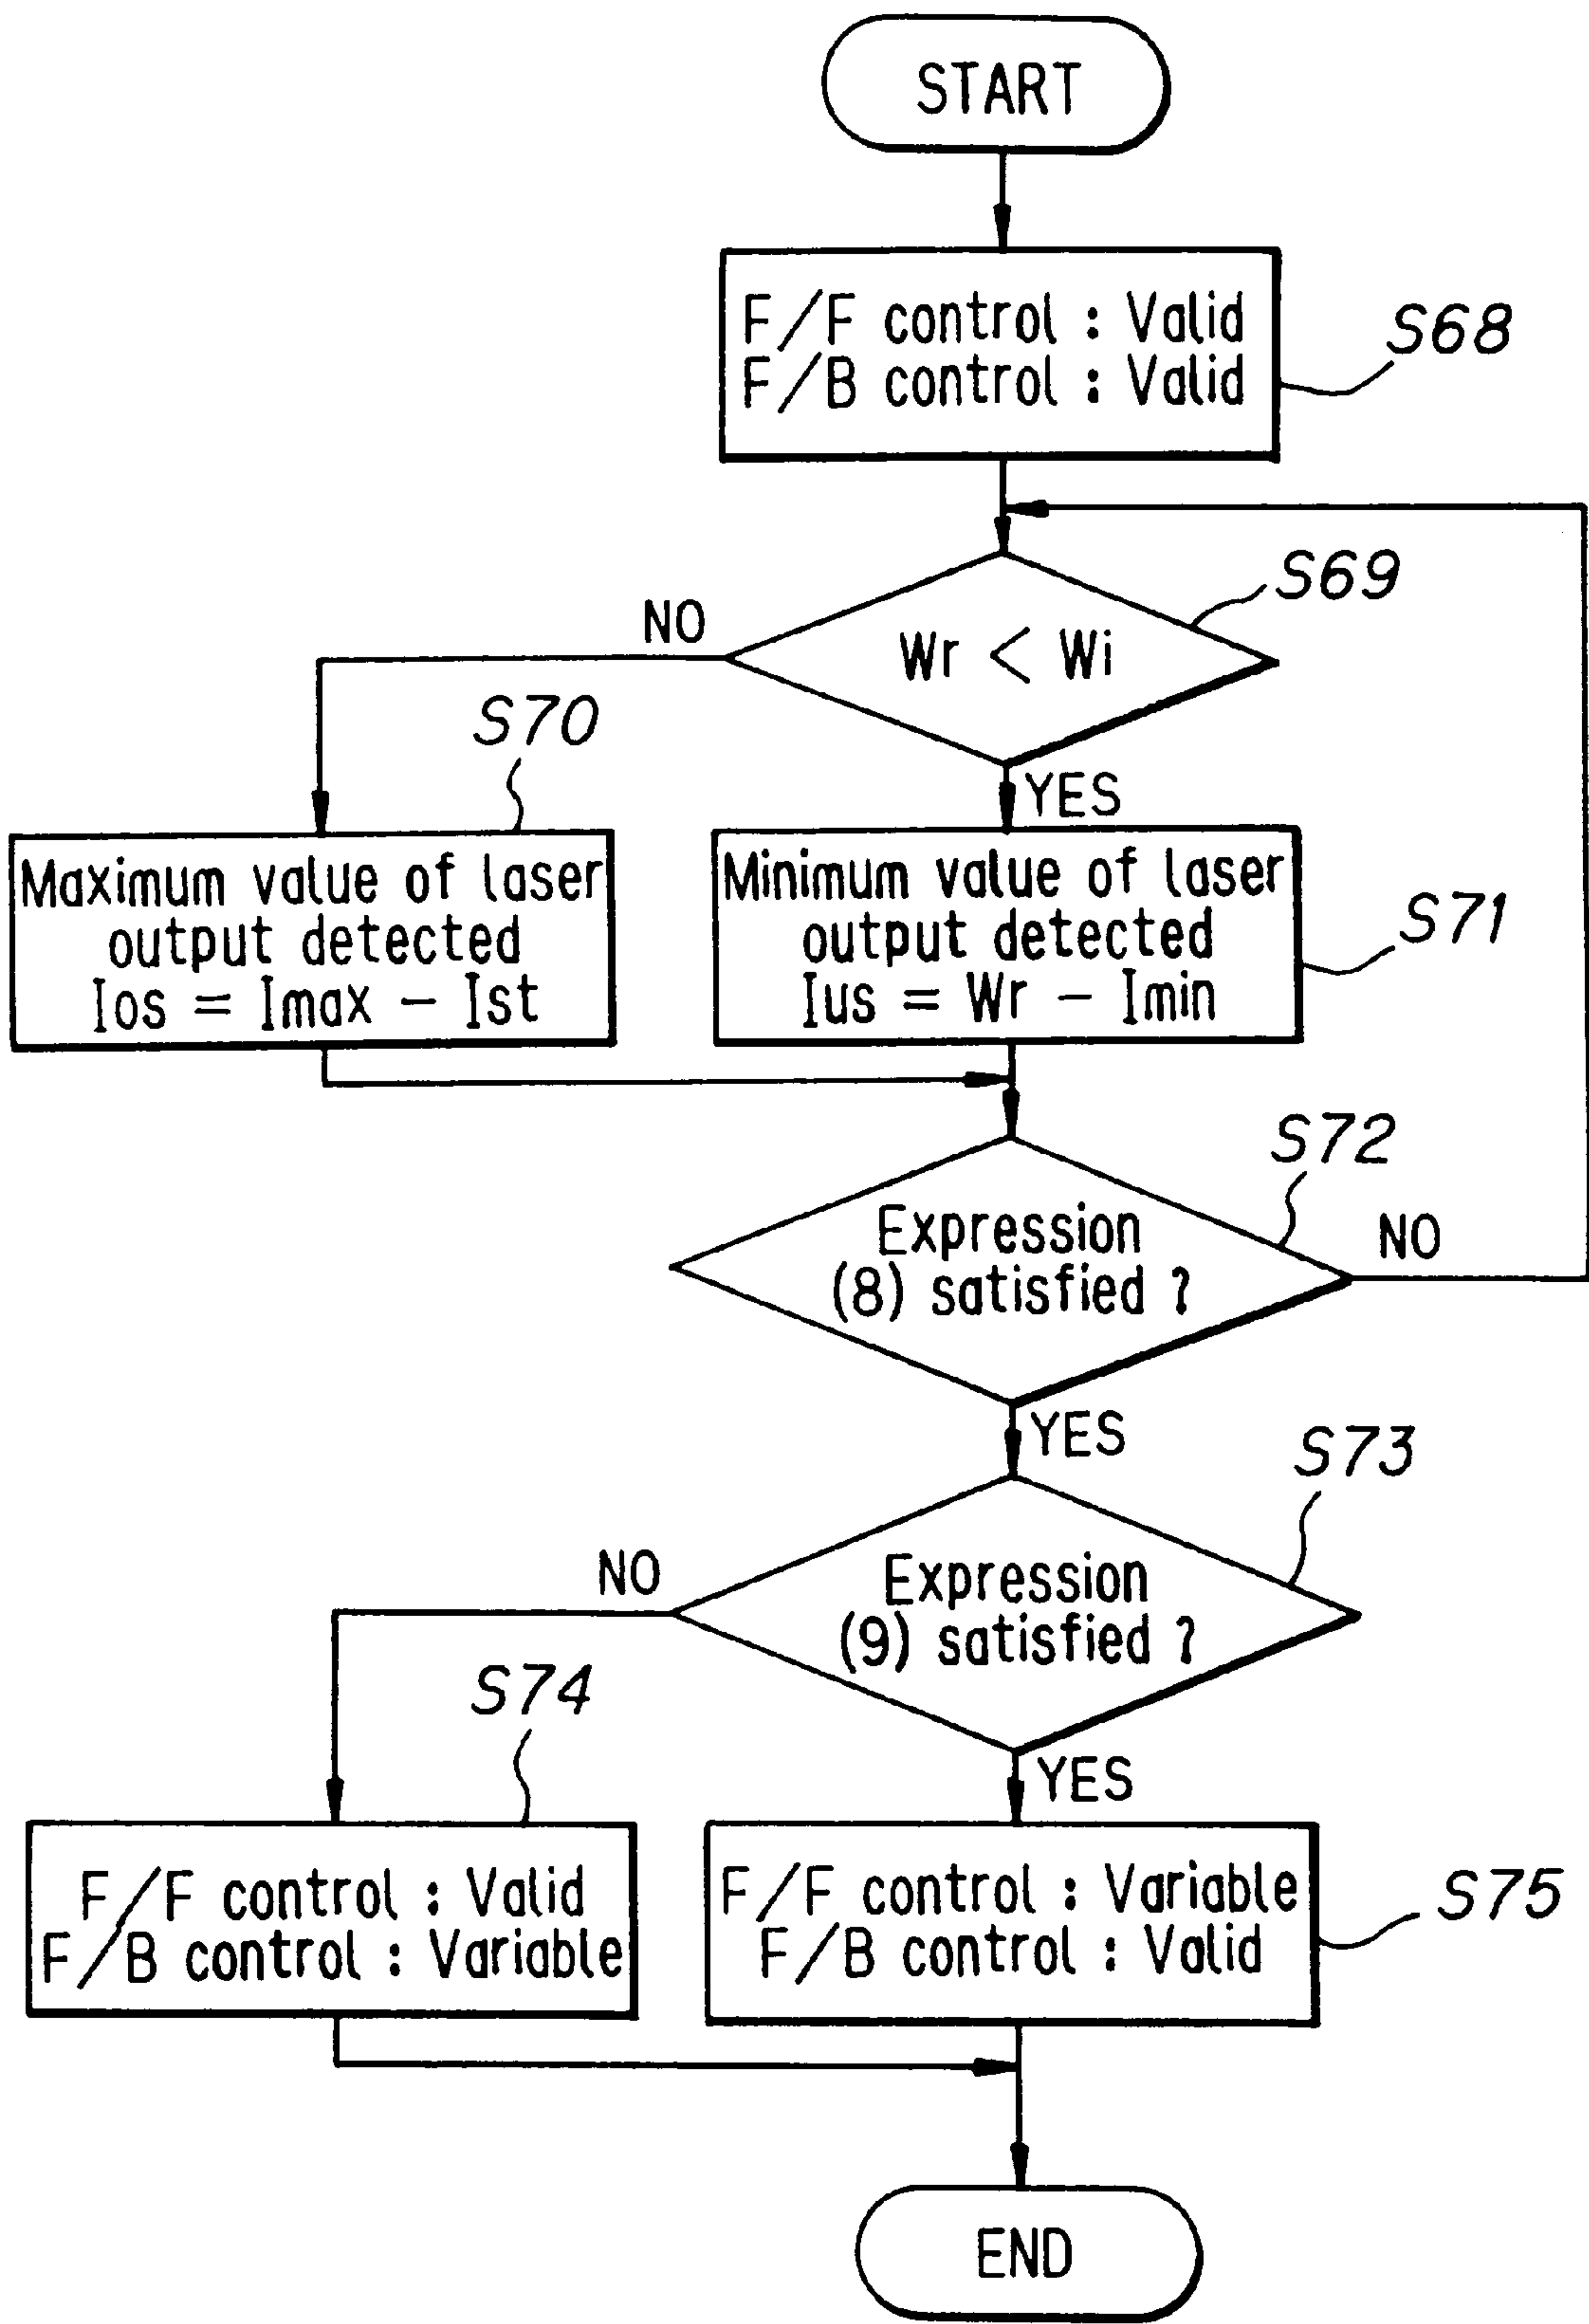 START
F/F control : Valid
F/B control : Valid
S68
S69
NO
Wr < Wi
S70
YES
Maximum value of laser
output detected
Ios = Imax - Ist
Minimum value of laser
output detected
Ius = Wr - Imin
S71
S72
Expression
(8) satisfied ?
NO
YES
S73
NO
Expression
(9) satisfied ?
S74
YES
F/F control : Valid
F/B control : Variable
F/F control : Variable
F/B control : Valid
S75
END